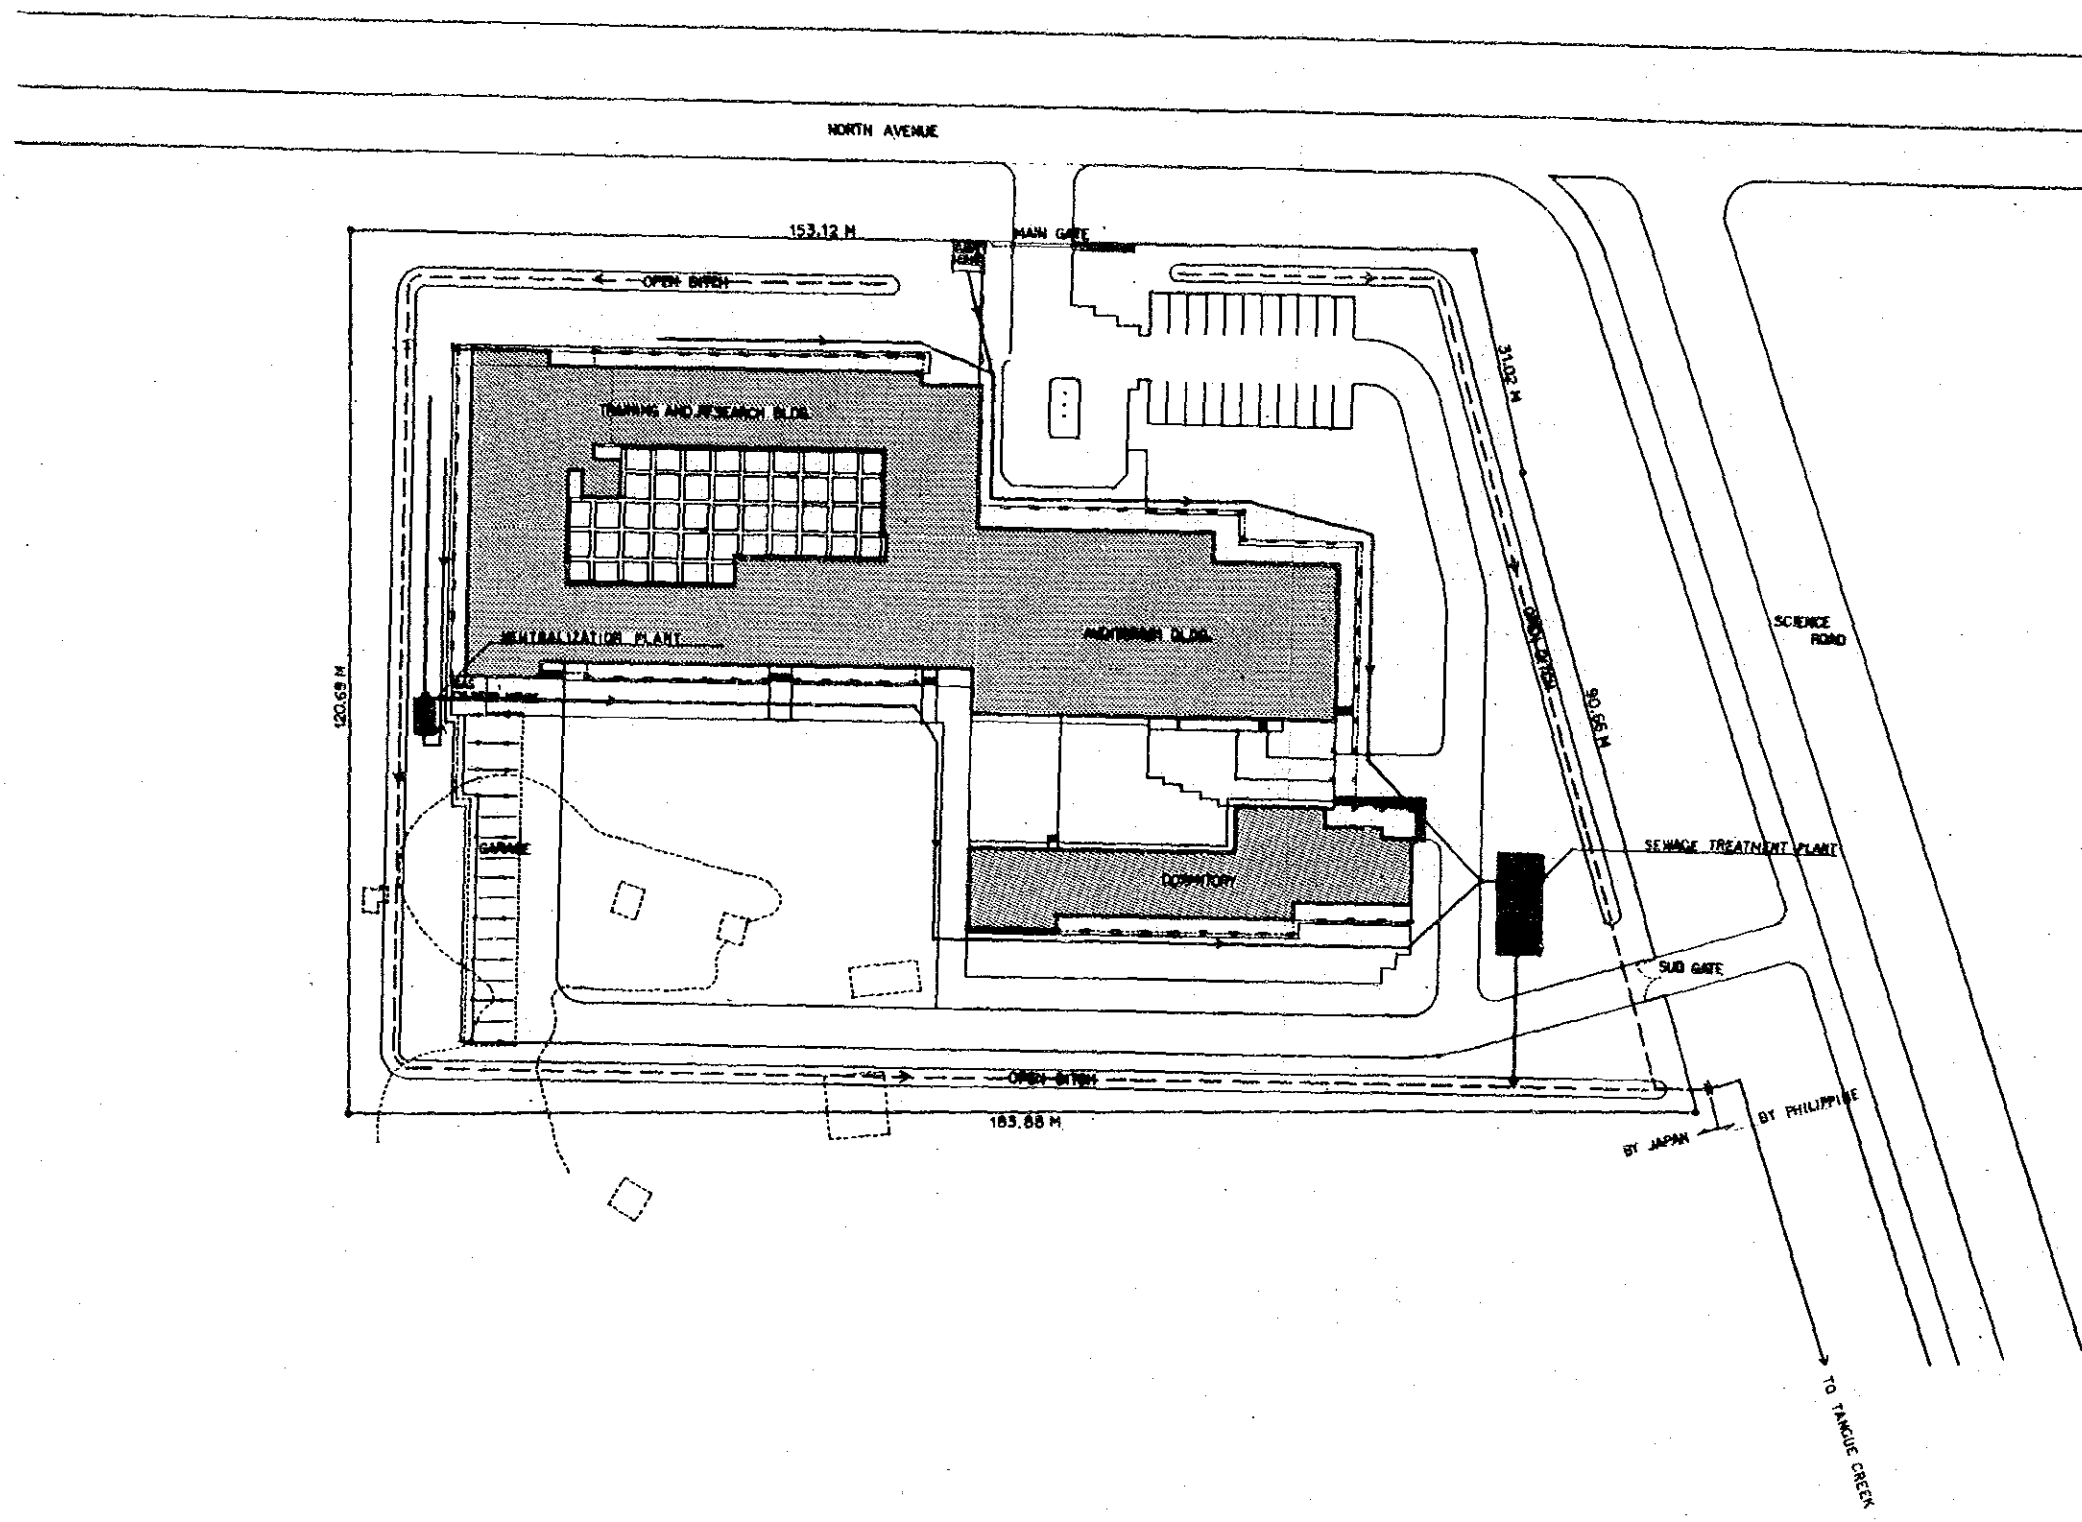 NORTH AVENUE
153.12 M
MAIN GATE
OPEN DITCH
31.02 M
TRAINING AND RESEARCH BLDG.
SCIENCE
ROAD
OPEN DITCH
AUDITORIUM BLDG.
NEUTRALIZATION PLANT
120.69 M
90.66 M
GARAGE
SEWAGE TREATMENT PLANT
DORMITORY
SUB GATE
OPEN DITCH
183.88 M
BY JAPAN
BY PHILIPPINE
TO TANGUE CREEK